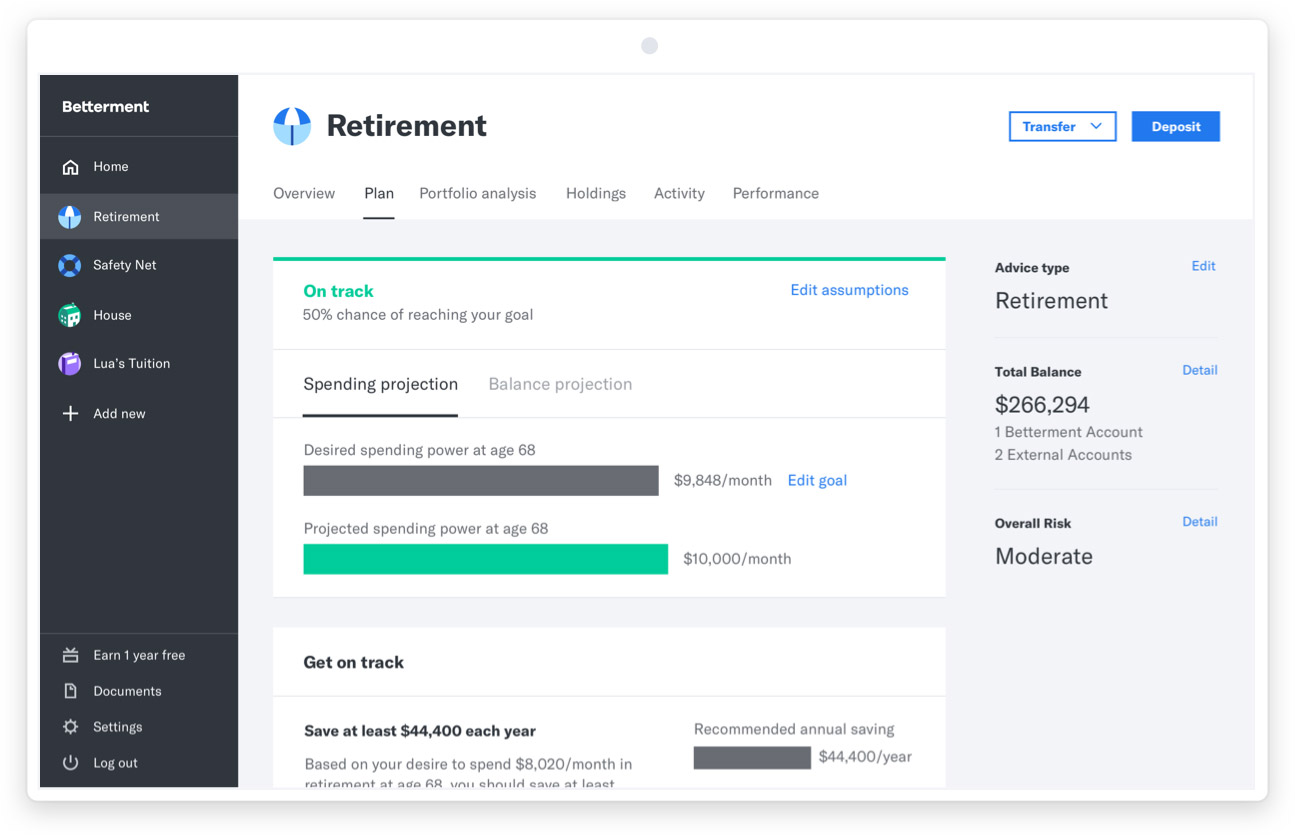 Betterment
Home
Retirement
Safety Net
House
Lua's Tuition
Add new
Earn 1 year free
Documents
Settings
Log out
Retirement
Transfer
Deposit
Overview Plan Portfolio analysis Holdings Activity Performance
On track
50% chance of reaching your goal
Edit assumptions
Spending projection Balance projection
Desired spending power at age 68
$9,848/month Edit goal
Projected spending power at age 68
$10,000/month
Get on track
Save at least $44,400 each year
Based on your desire to spend $8,020/month in
retirement at age 68, you should save at least
Recommended annual saving
$44,400/year
Advice type Edit
Retirement
Total Balance Detail
$266,294
1 Betterment Account
2 External Accounts
Overall Risk Detail
Moderate